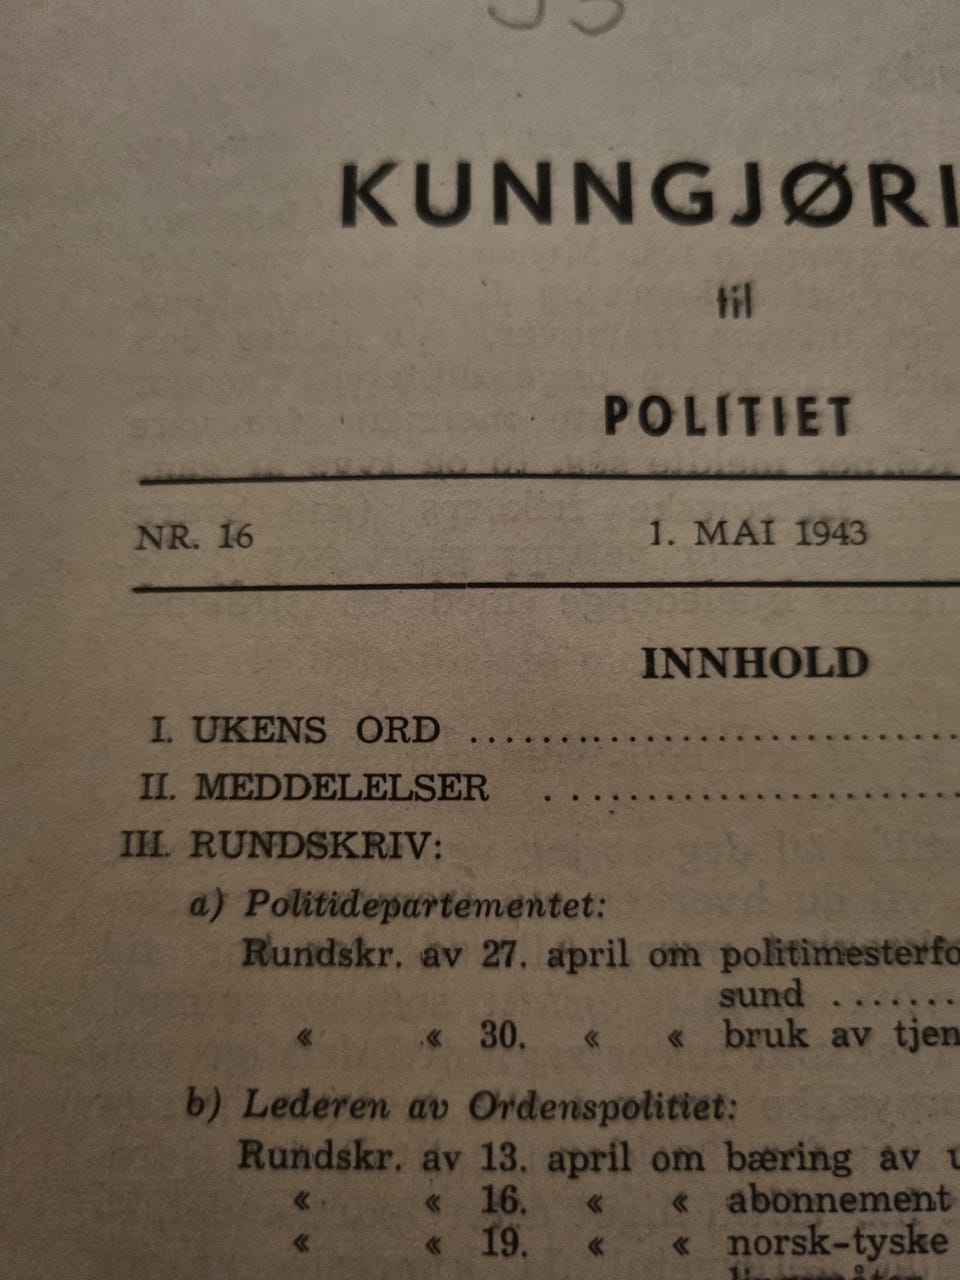 KUNNGJØRI
til
POLITIET
NR. 16 1. MAI 1943
INNHOLD
I. UKENS ORD ................................
II. MEDDELELSER ............................
III. RUNDSKRIV:
a) Politidepartementet:
Rundskr. av 27. april om politimesterfo
sund .......
« « 30. « « bruk av tjen
b) Lederen av Ordenspolitiet:
Rundskr. av 13. april om bæring av u
« « 16. « « abonnement
« « 19. « « norsk-tyske